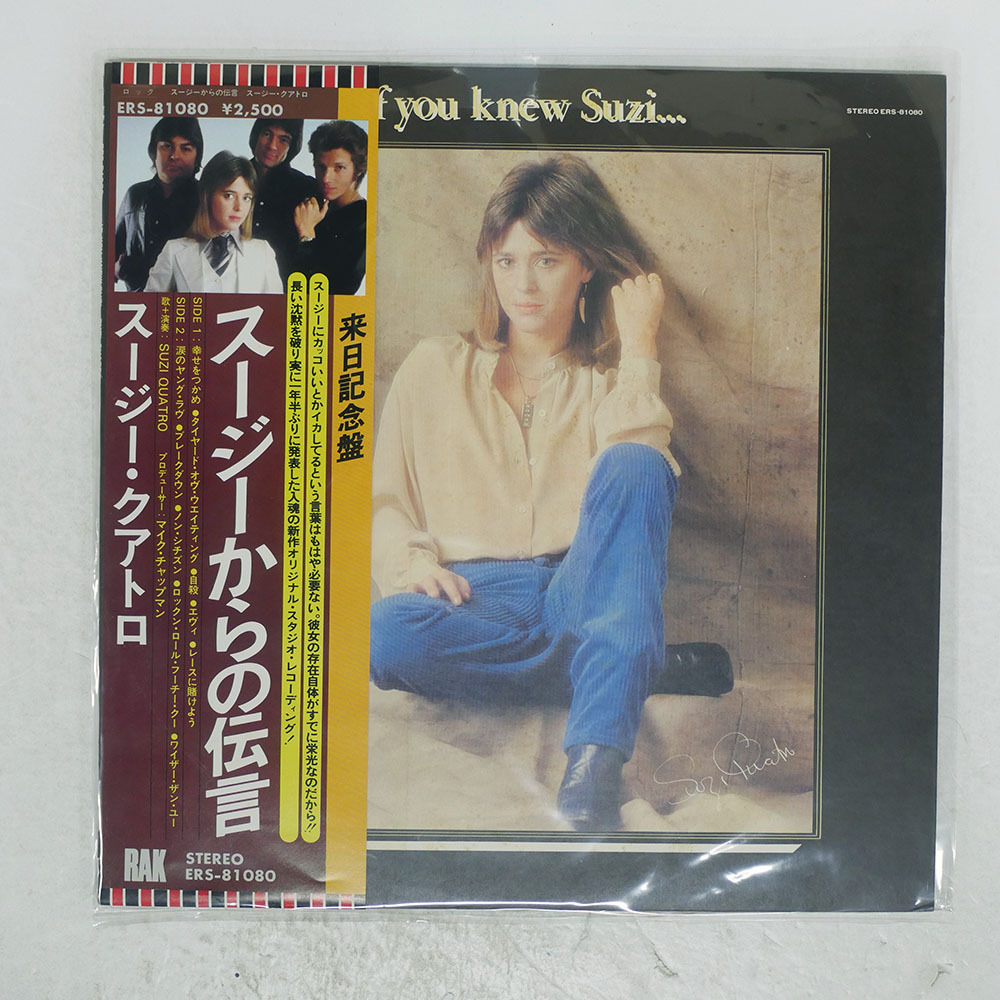 ロック スージーからの伝言 スージー・クアトロ
ERS-81080 ¥2,500
f you knew Suzi...
STEREO ERS-81080
来日記念盤
スージーにカッコいいとかイカしてるという言葉はもはや必要ない。彼女の存在自体がすでに栄光なのだから!!
長い沈黙を破り実に一年半ぶりに発表した入魂の新作オリジナル・スタジオ・レコーディング!
スージーからの伝言
SIDE 1:幸せをつかめ ●タイヤード・オヴ・ウエイティング ●自殺 ●エヴィ ●レースに賭けよう
SIDE 2:涙のヤング・ラヴ ●ブレークダウン ●ノン・シチズン ●ロックン・ロール・フーチー・クー ●ワイザー・ザン・ユー
歌+演奏:SUZI QUATRO プロデューサー:マイク・チャップマン
スージー・クアトロ
RAK
STEREO
ERS-81080
Suzi Quatro